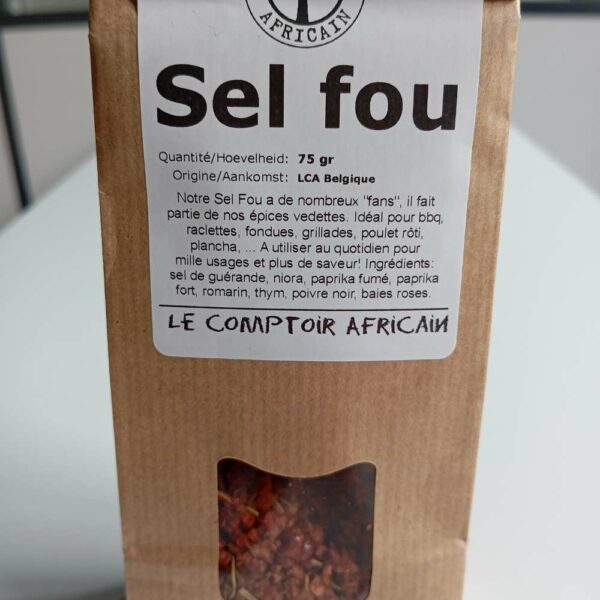 AFRICAIN
Sel fou
Quantité/Hoevelheid: 75 gr
Origine/Aankomst: LCA Belgique
Notre Sel Fou a de nombreux "fans", il fait
partie de nos épices vedettes. Idéal pour bbq,
raclettes, fondues, grillades, poulet rôti,
plancha, ... A utiliser au quotidien pour
mille usages et plus de saveur! Ingrédients:
sel de guérande, niora, paprika fumé, paprika
fort, romarin, thym, poivre noir, baies roses.
LE COMPTOIR AFRICAIN